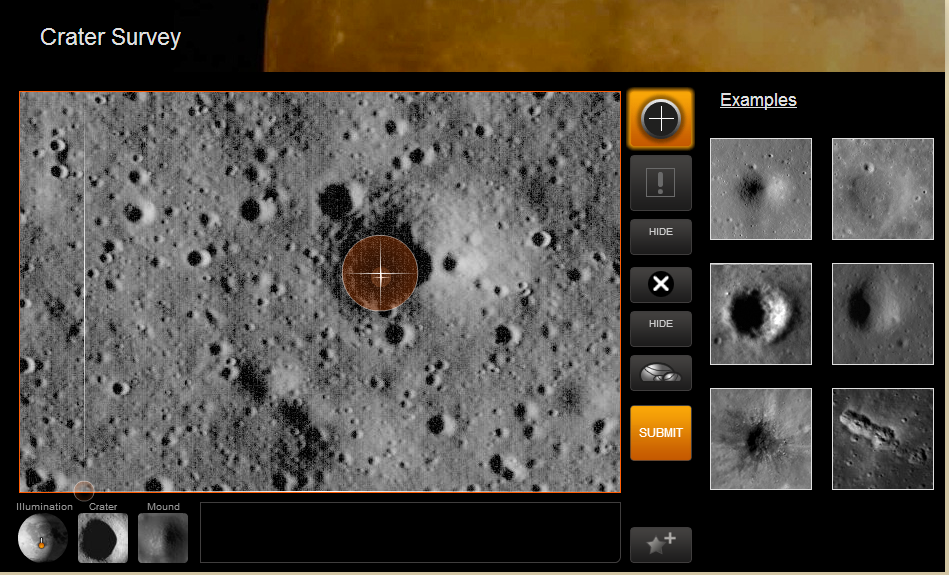 Crater Survey
Examples
HIDE
HIDE
SUBMIT
Illumination Crater Mound